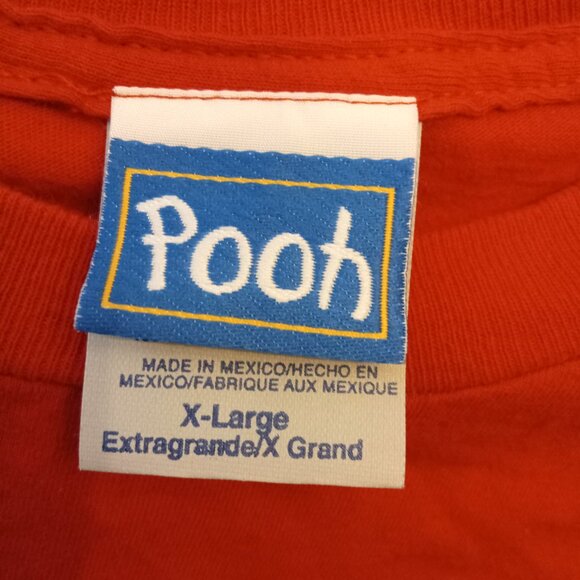 Pooh
MADE IN MEXICO/HECHO EN
MEXICO/FABRIQUE AUX MEXIQUE
X-Large
Extragrande/X Grand